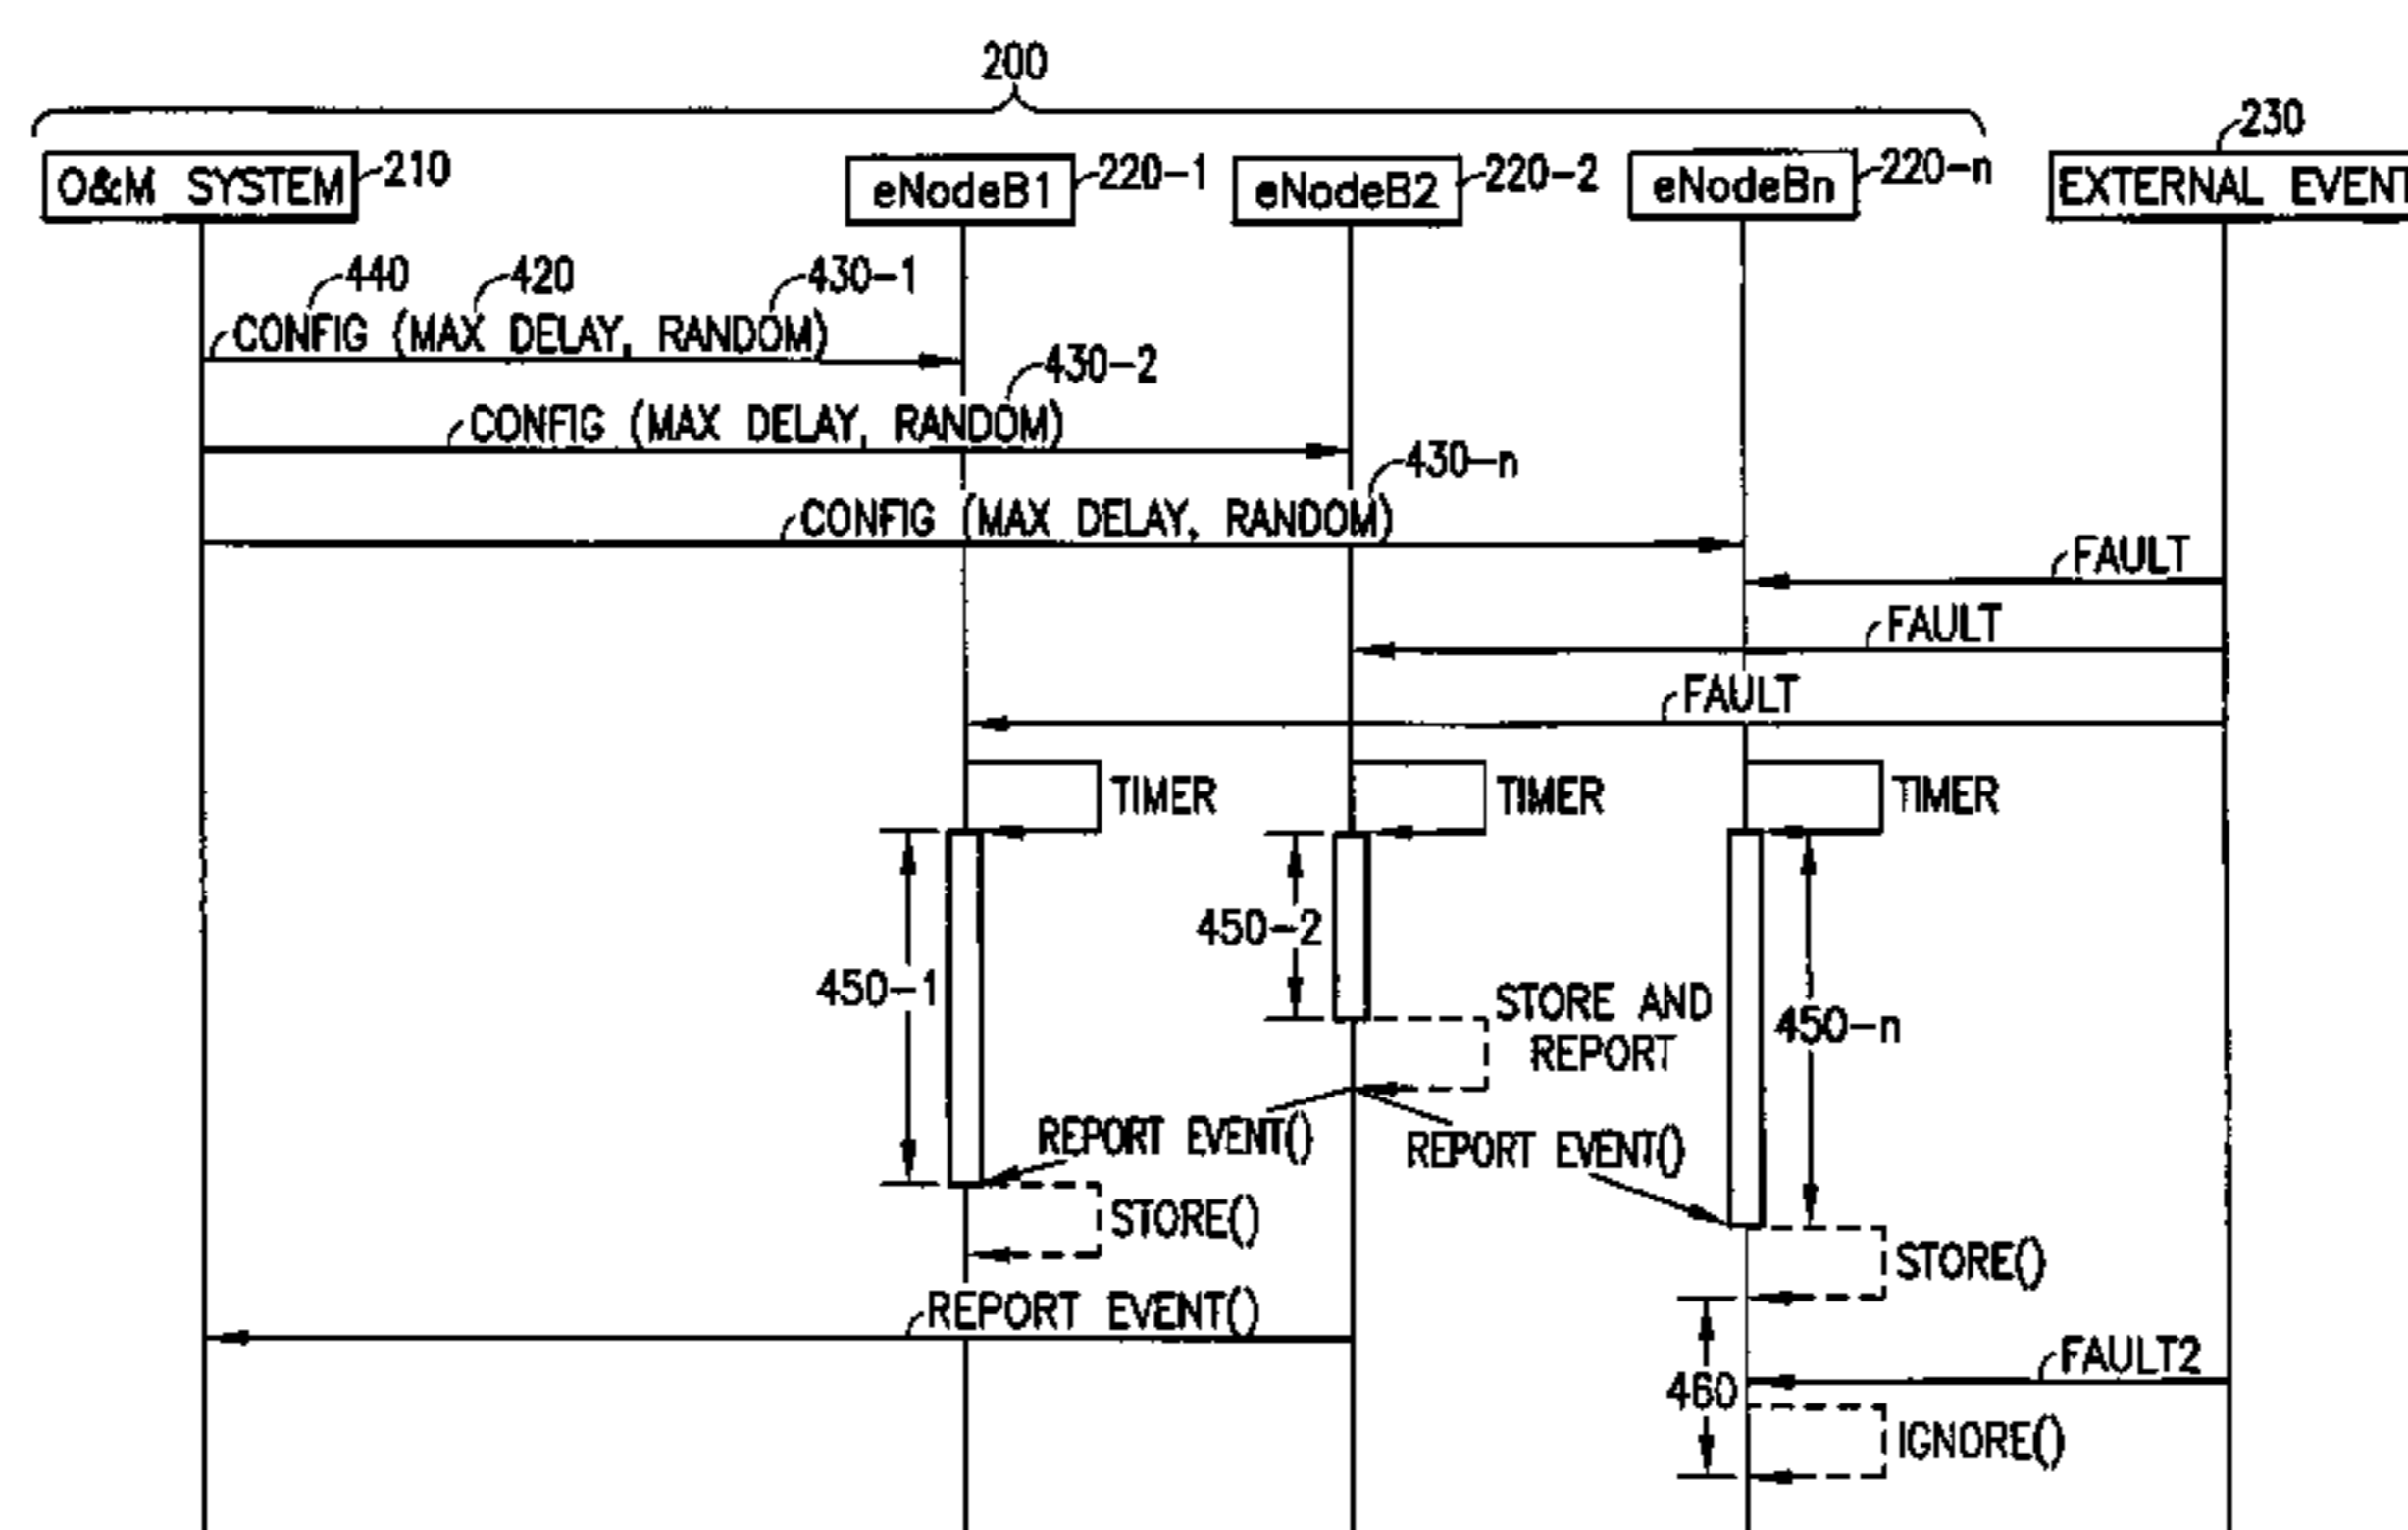 200
230
O&M SYSTEM 210 eNodeB1 220-1 eNodeB2 220-2 eNodeBn 220-n EXTERNAL EVENT
440 420 430-1
CONFIG (MAX DELAY, RANDOM)
430-2
CONFIG (MAX DELAY, RANDOM)
430-n
CONFIG (MAX DELAY, RANDOM)
FAULT
FAULT
FAULT
TIMER TIMER TIMER
450-2
450-1
STORE AND
REPORT
450-n
REPORT EVENT() REPORT EVENT()
STORE()
STORE()
REPORT EVENT()
FAULT2
460
IGNORE()